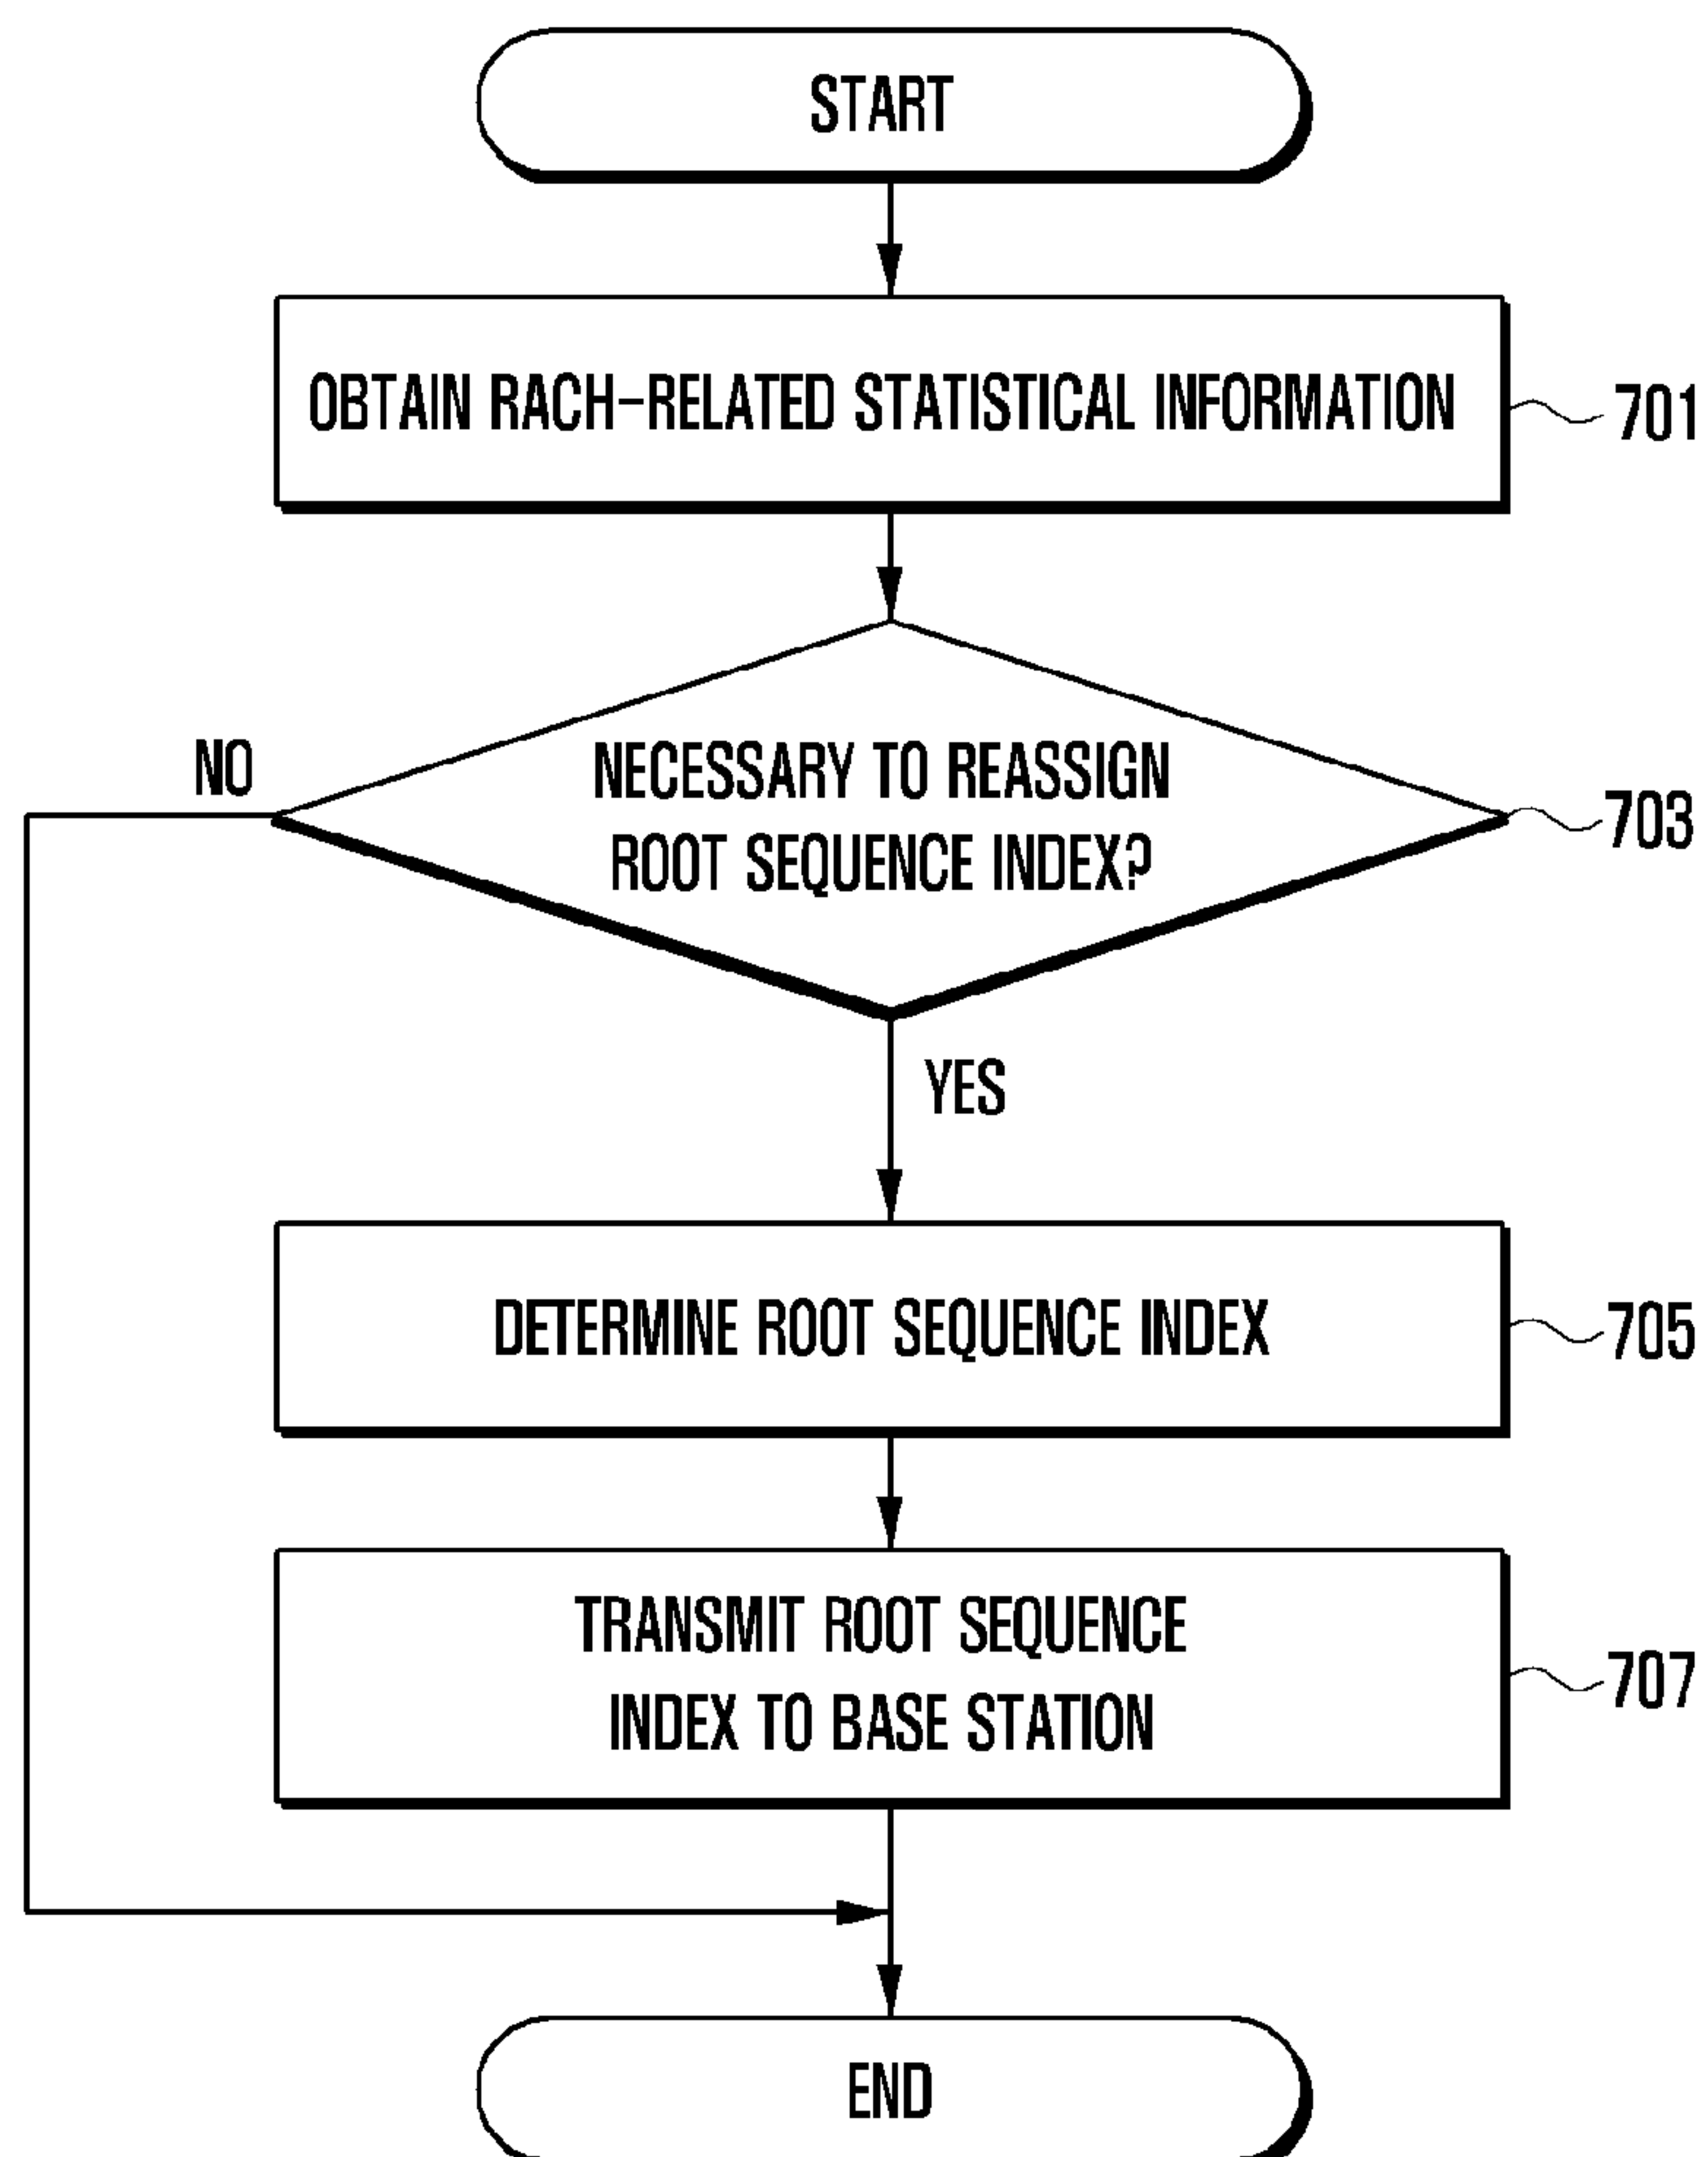 START
OBTAIN RACH-RELATED STATISTICAL INFORMATION
701
NO
NECESSARY TO REASSIGN
ROOT SEQUENCE INDEX?
703
YES
DETERMINE ROOT SEQUENCE INDEX
705
TRANSMIT ROOT SEQUENCE
INDEX TO BASE STATION
707
END